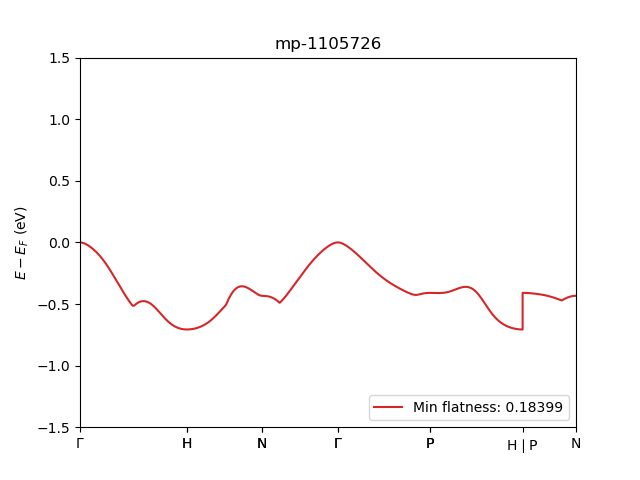 mp-1105726
1.5
1.0
0.5
0.0
−0.5
−1.0
−1.5
E − E_F (eV)
Min flatness: 0.18399
Γ H N Γ P H | P N